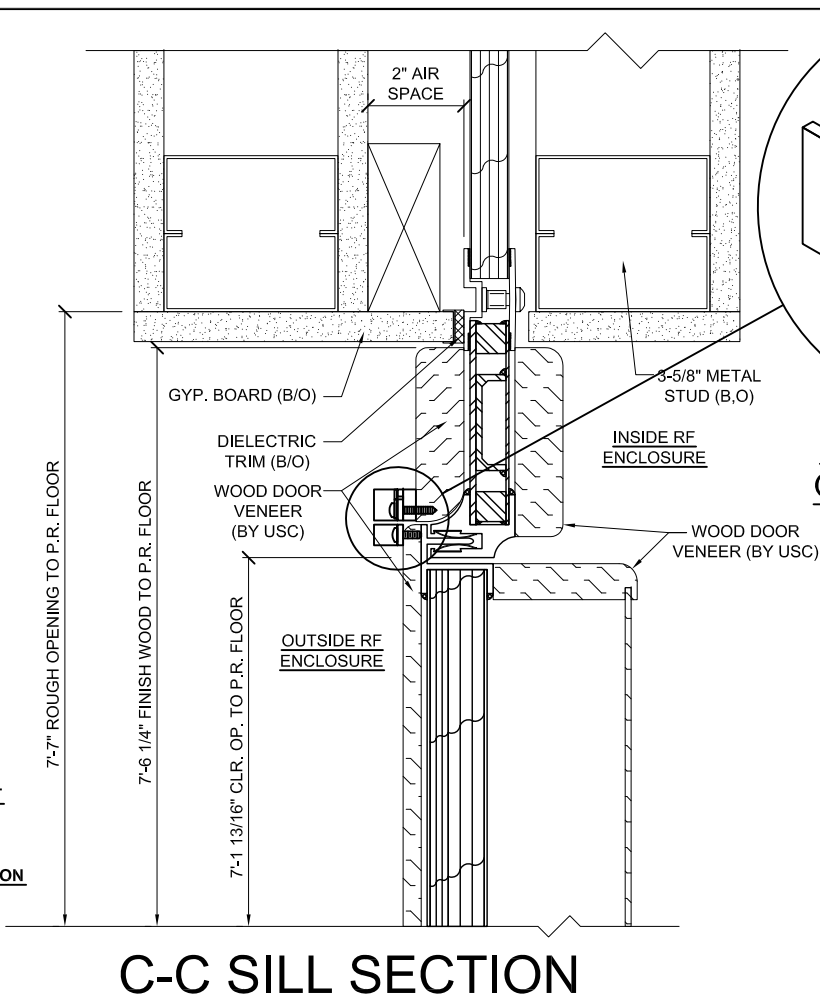 2" AIR
SPACE
GYP. BOARD (B/O)
3-5/8" METAL
STUD (B,O)
DIELECTRIC
TRIM (B/O)
INSIDE RF
ENCLOSURE
WOOD DOOR
VENEER
(BY USC)
WOOD DOOR
VENEER (BY USC)
OUTSIDE RF
ENCLOSURE
7'-7" ROUGH OPENING TO P.R. FLOOR
7'-6 1/4" FINISH WOOD TO P.R. FLOOR
7'-1 13/16" CLR. OP. TO P.R. FLOOR
ON
C-C SILL SECTION